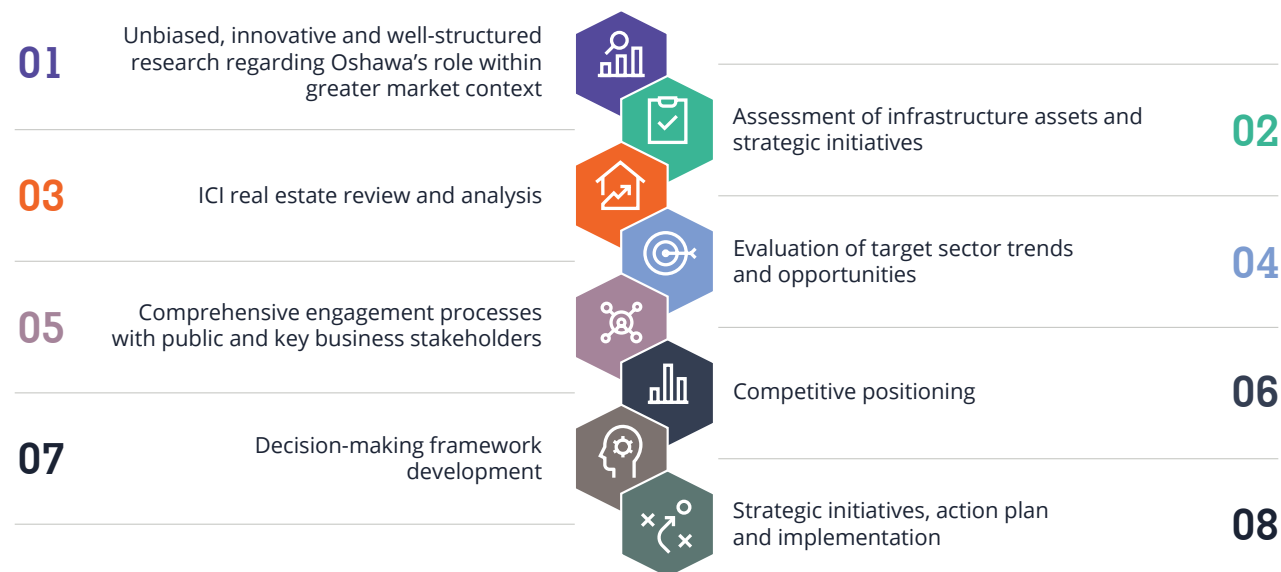 01
Unbiased, innovative and well-structured
research regarding Oshawa’s role within
greater market context
02
Assessment of infrastructure assets and
strategic initiatives
03
ICI real estate review and analysis
04
Evaluation of target sector trends
and opportunities
05
Comprehensive engagement processes
with public and key business stakeholders
06
Competitive positioning
07
Decision-making framework
development
08
Strategic initiatives, action plan
and implementation